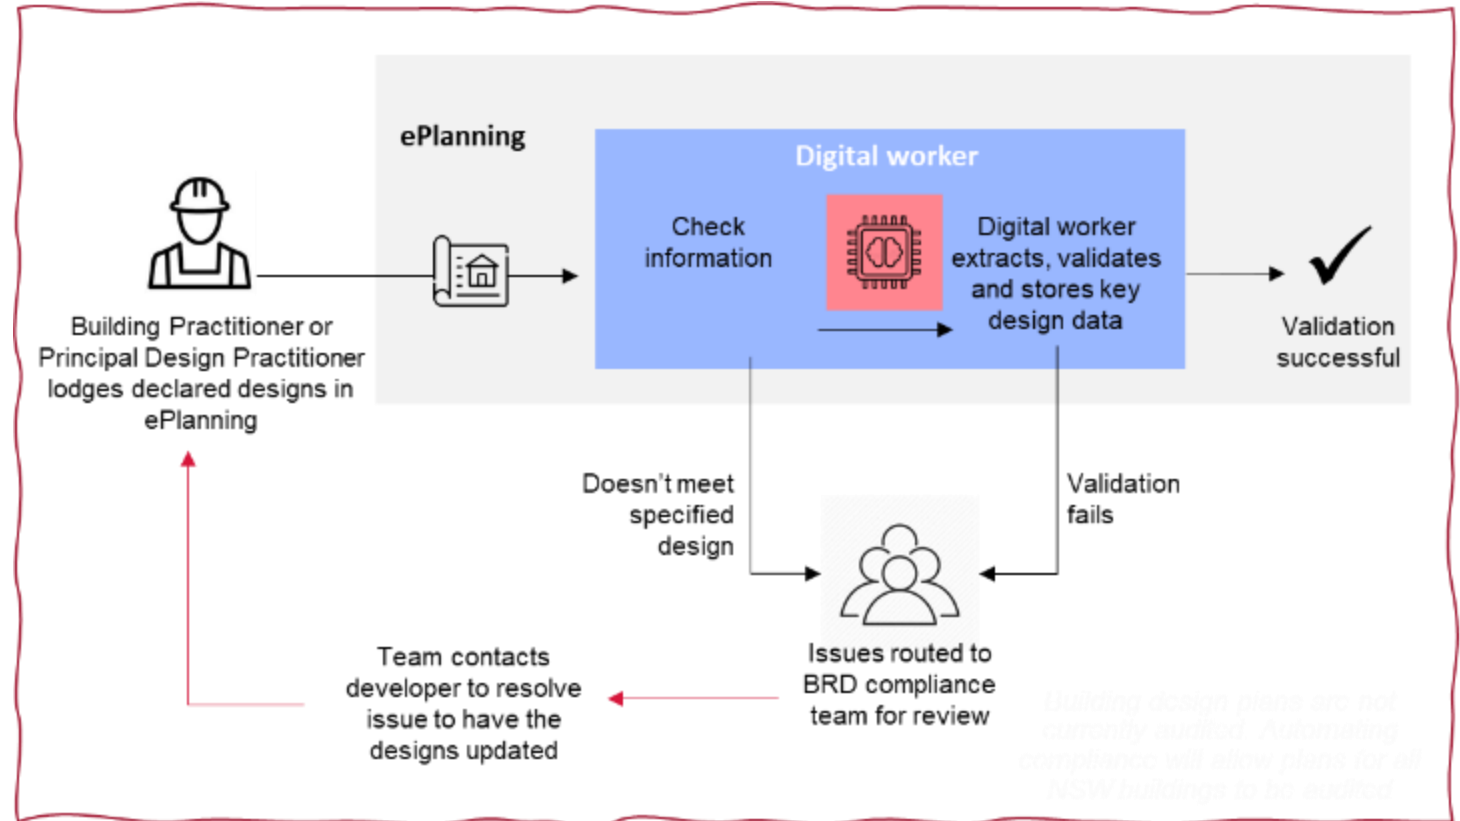 ePlanning
Digital worker
Check
information
Digital worker
extracts, validates
and stores key
design data
Validation
successful
Building Practitioner or
Principal Design Practitioner
lodges declared designs in
ePlanning
Doesn't meet
specified
design
Validation
fails
Issues routed to
BRD compliance
team for review
Team contacts
developer to resolve
issue to have the
designs updated
Building design plans are not
currently audited. Automating
compliance will allow plans for all
NSW buildings to be audited